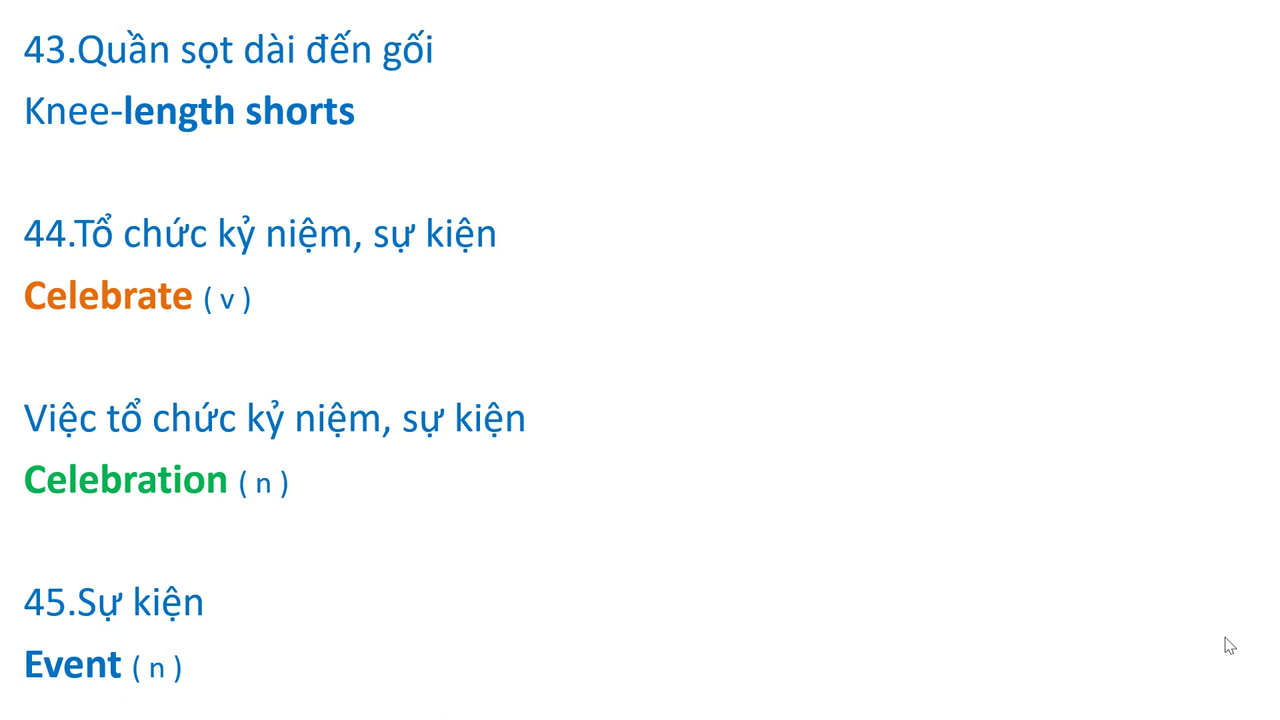 43.Quần sọt dài đến gối
Knee-length shorts
44.Tổ chức kỷ niệm, sự kiện
Celebrate ( v )
Việc tổ chức kỷ niệm, sự kiện
Celebration ( n )
45.Sự kiện
Event ( n )